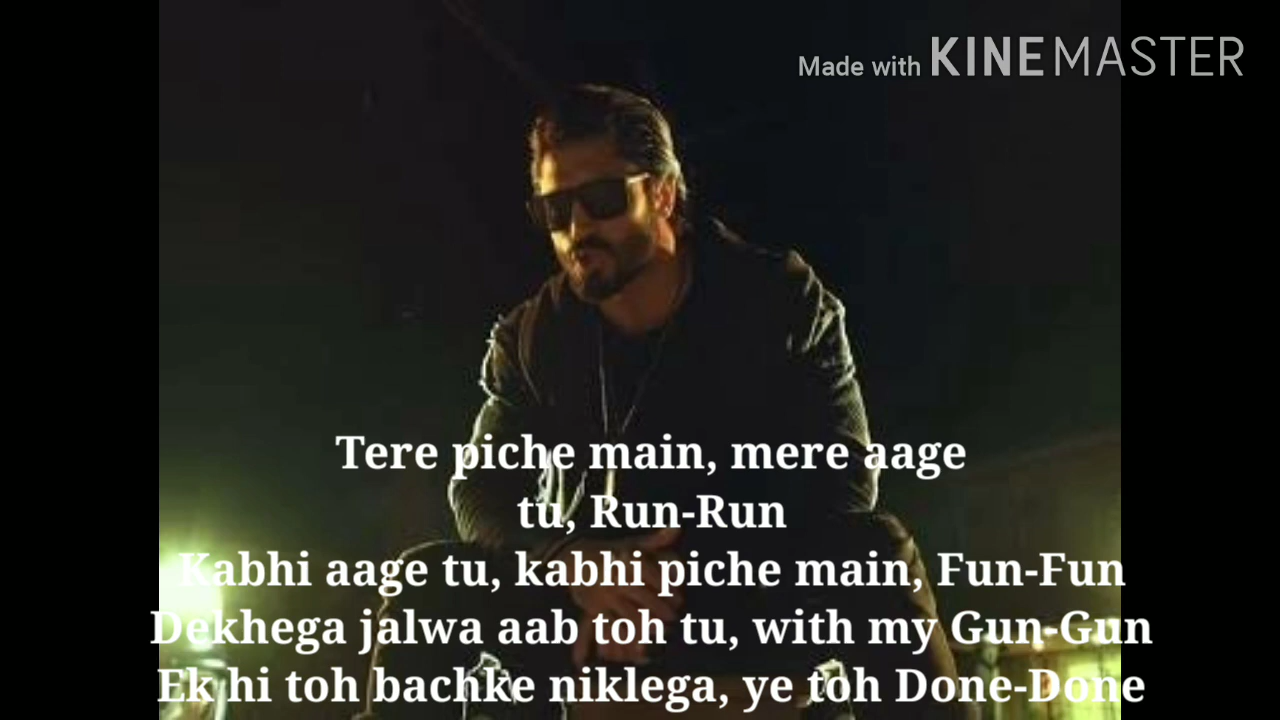 Made with KINEMASTER
Tere piche main, mere aage
tu, Run-Run
Kabhi aage tu, kabhi piche main, Fun-Fun
Dekhega jalwa aab toh tu, with my Gun-Gun
Ek hi toh bachke niklega, ye toh Done-Done